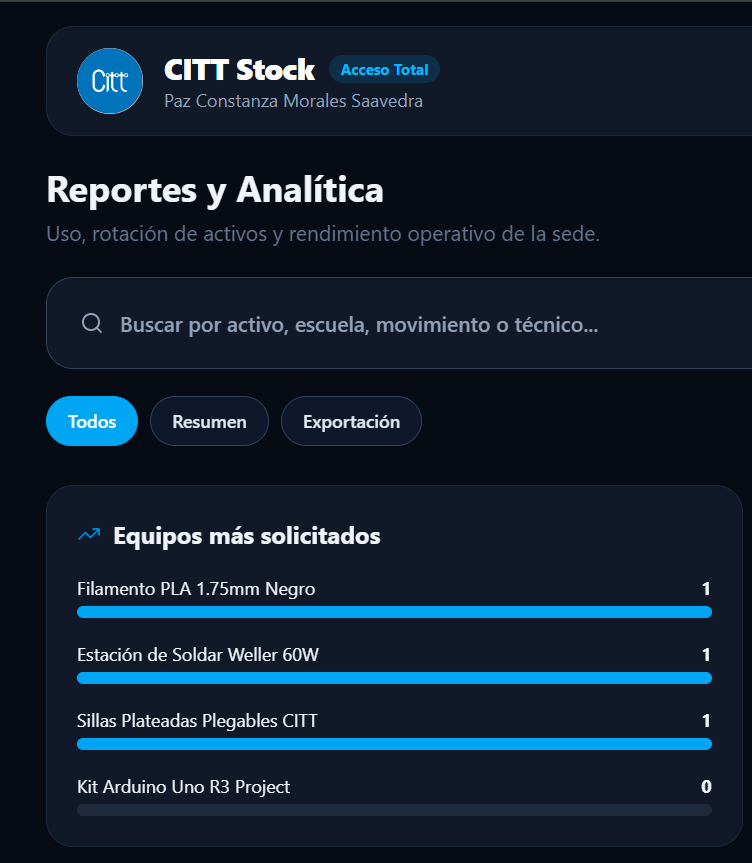 Citt
CITT Stock
Acceso Total
Paz Constanza Morales Saavedra
Reportes y Analítica
Uso, rotación de activos y rendimiento operativo de la sede.
Buscar por activo, escuela, movimiento o técnico...
Todos
Resumen
Exportación
Equipos más solicitados
Filamento PLA 1.75mm Negro 1
Estación de Soldar Weller 60W 1
Sillas Plateadas Plegables CITT 1
Kit Arduino Uno R3 Project 0